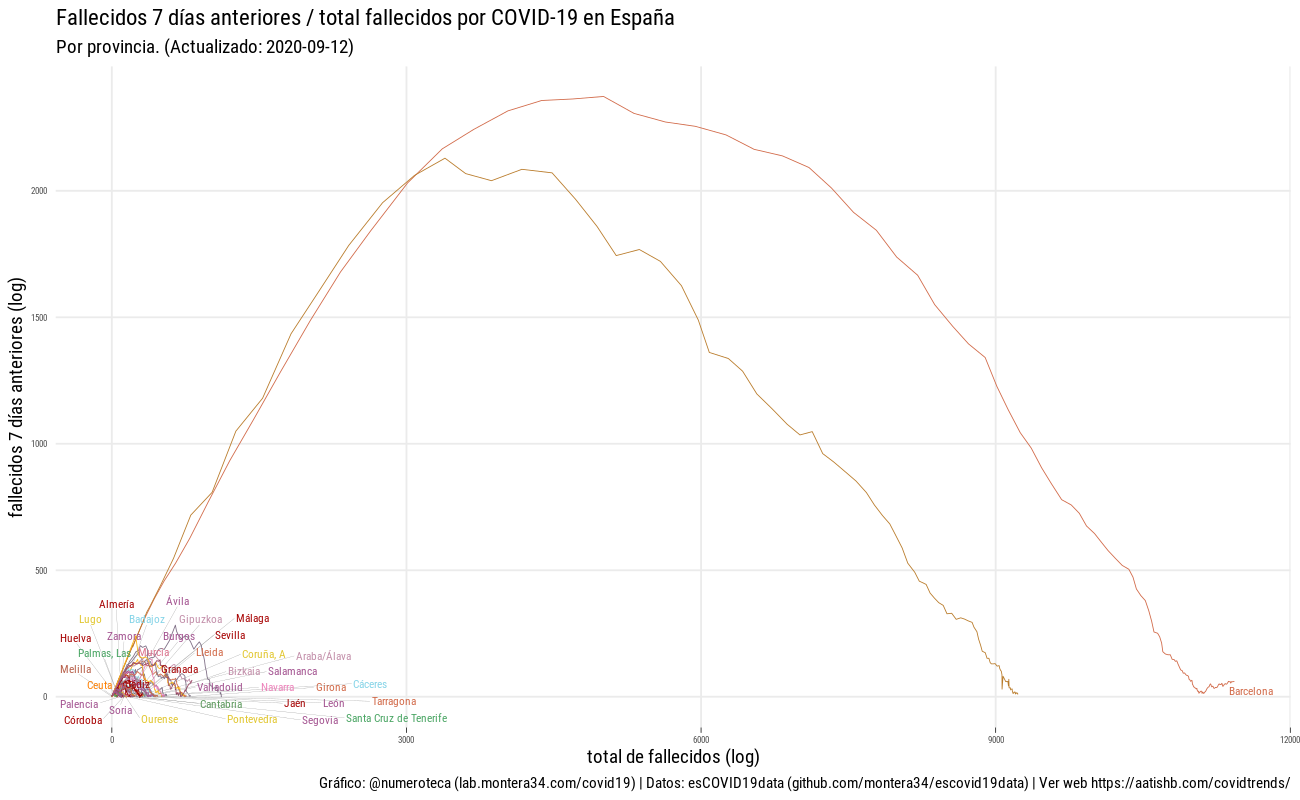 Fallecidos 7 días anteriores / total fallecidos por COVID-19 en España
Por provincia. (Actualizado: 2020-09-12)
fallecidos 7 días anteriores (log)
2000
1500
1000
500
0
Almería
Ávila
Lugo
Badajoz
Gipuzkoa
Málaga
Huelva
Zamora
Burgos
Sevilla
Palmas, Las
Murcia
Lleida
Coruña, A
Araba/Álava
Melilla
Granada
Bizkaia
Salamanca
Ceuta
Cádiz
Valladolid
Navarra
Girona
Cáceres
Palencia
Soria
Cantabria
Jaén
León
Tarragona
Córdoba
Ourense
Pontevedra
Segovia
Santa Cruz de Tenerife
Barcelona
0
3000
6000
9000
12000
total de fallecidos (log)
Gráfico: @numeroteca (lab.montera34.com/covid19) | Datos: esCOVID19data (github.com/montera34/escovid19data) | Ver web https://aatishb.com/covidtrends/